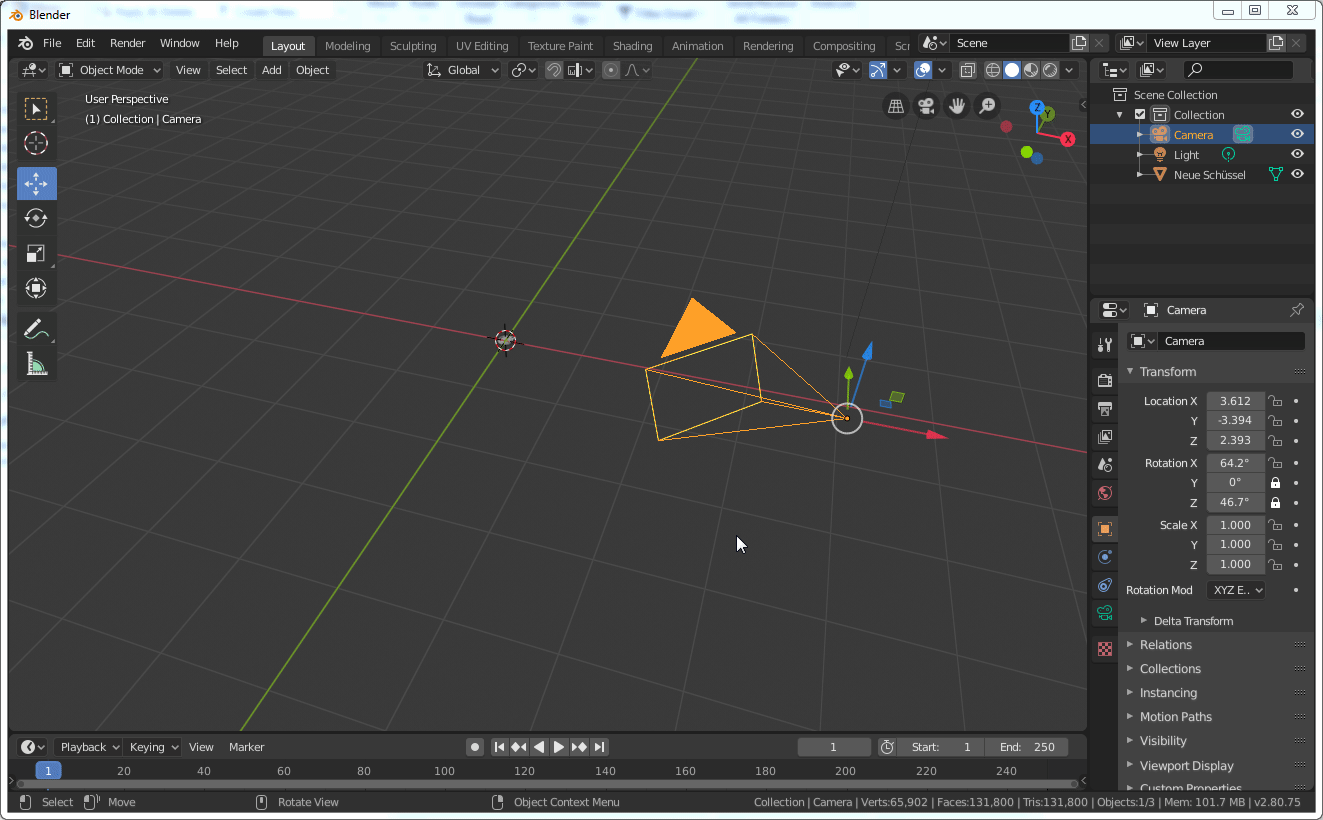 Blender
File Edit Render Window Help Layout Modeling Sculpting UV Editing Texture Paint Shading Animation Rendering Compositing Scr Scene View Layer
Object Mode View Select Add Object Global
User Perspective
(1) Collection | Camera
Z
Y
X
Scene Collection
Collection
Camera
Light
Neue Schüssel
Camera
Camera
Transform
Location X 3.612
Y -3.394
Z 2.393
Rotation X 64.2°
Y 0°
Z 46.7°
Scale X 1.000
Y 1.000
Z 1.000
Rotation Mod XYZ E..
Delta Transform
Relations
Collections
Instancing
Motion Paths
Visibility
Viewport Display
Custom Properties
Playback Keying View Marker 1 Start: 1 End: 250
1 20 40 60 80 100 120 140 160 180 200 220 240
Select Move Rotate View Object Context Menu Collection | Camera | Verts:65,902 | Faces:131,800 | Tris:131,800 | Objects:1/3 | Mem: 101.7 MB | v2.80.75